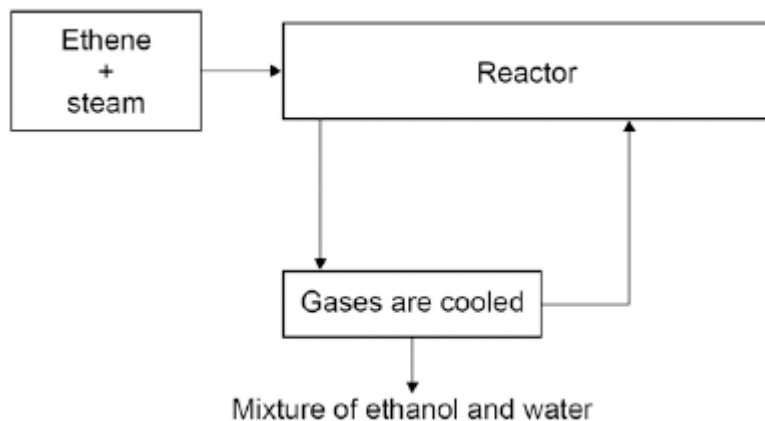 Ethene
+
steam
Reactor
Gases are cooled
Mixture of ethanol and water